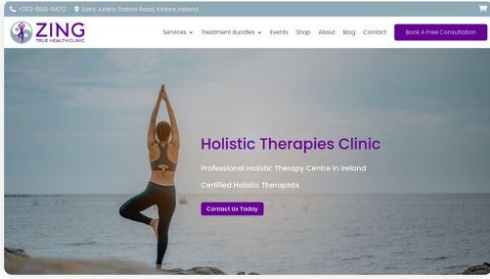 Saint Jude's, Station Road, Kildare, Ireland
ZING
TRUE HEALTH CLINIC
Services
Treatment Bundles
Events
Shop
About
Blog
Contact
Book A Free Consultation
Holistic Therapies Clinic
Professional Holistic Therapy Centre in Ireland
Certified Holistic Therapists
Contact Us Today